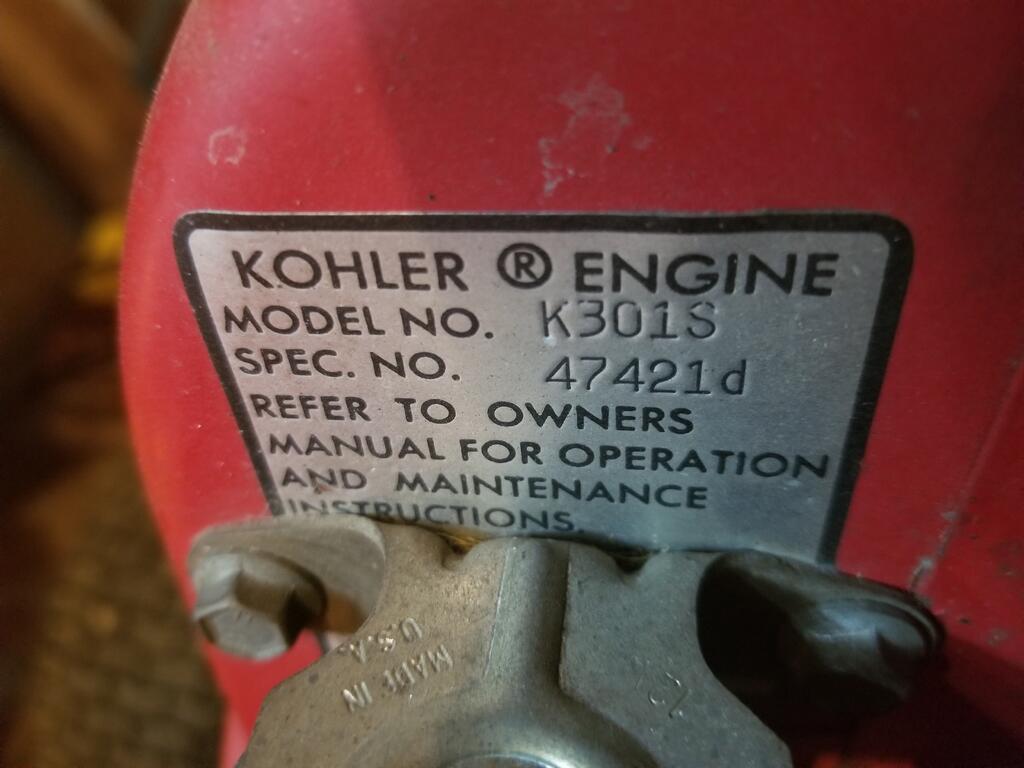 KOHLER ® ENGINE
MODEL NO. K301S
SPEC. NO. 47421d
REFER TO OWNERS
MANUAL FOR OPERATION
AND MAINTENANCE
INSTRUCTIONS.
MADE IN
U.S.A.